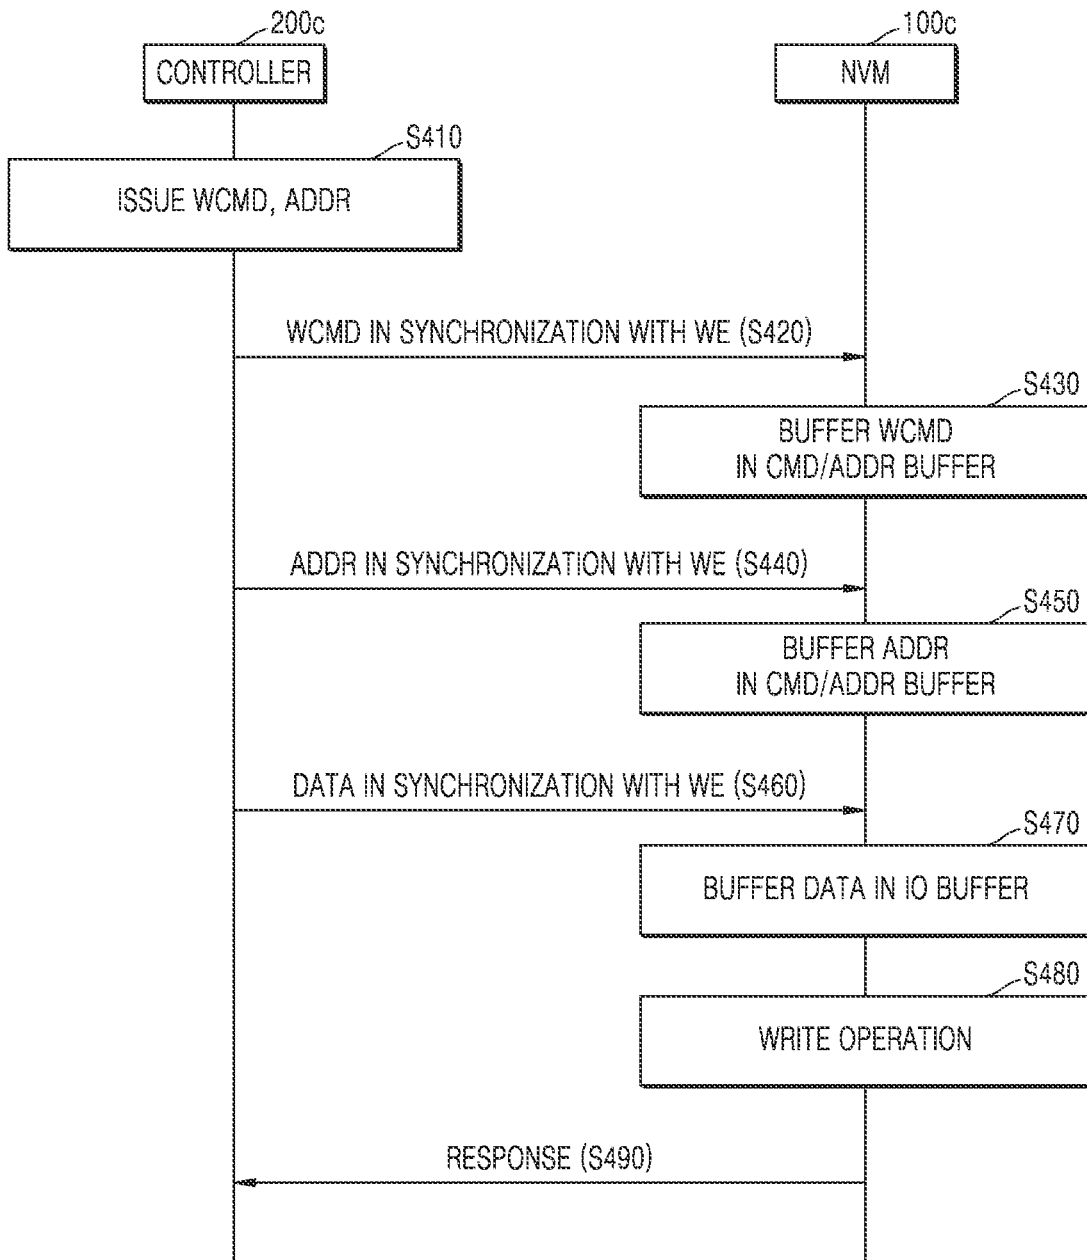 200c
100c
CONTROLLER
NVM
S410
ISSUE WCMD, ADDR
WCMD IN SYNCHRONIZATION WITH WE (S420)
S430
BUFFER WCMD
IN CMD/ADDR BUFFER
ADDR IN SYNCHRONIZATION WITH WE (S440)
S450
BUFFER ADDR
IN CMD/ADDR BUFFER
DATA IN SYNCHRONIZATION WITH WE (S460)
S470
BUFFER DATA IN IO BUFFER
S480
WRITE OPERATION
RESPONSE (S490)